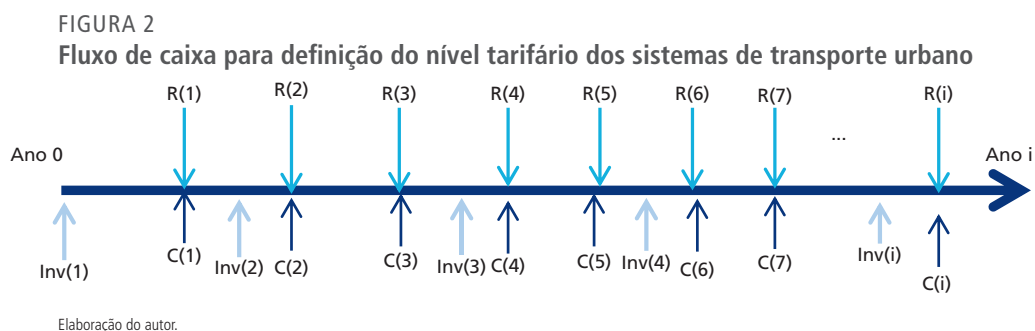 FIGURA 2
Fluxo de caixa para definição do nível tarifário dos sistemas de transporte urbano
R(1) R(2) R(3) R(4) R(5) R(6) R(7) R(i)
...
Ano 0 Ano i
C(1) C(2) C(3) C(4) C(5) C(6) C(7) C(i)
Inv(1) Inv(2) Inv(3) Inv(4) Inv(i)
Elaboração do autor.